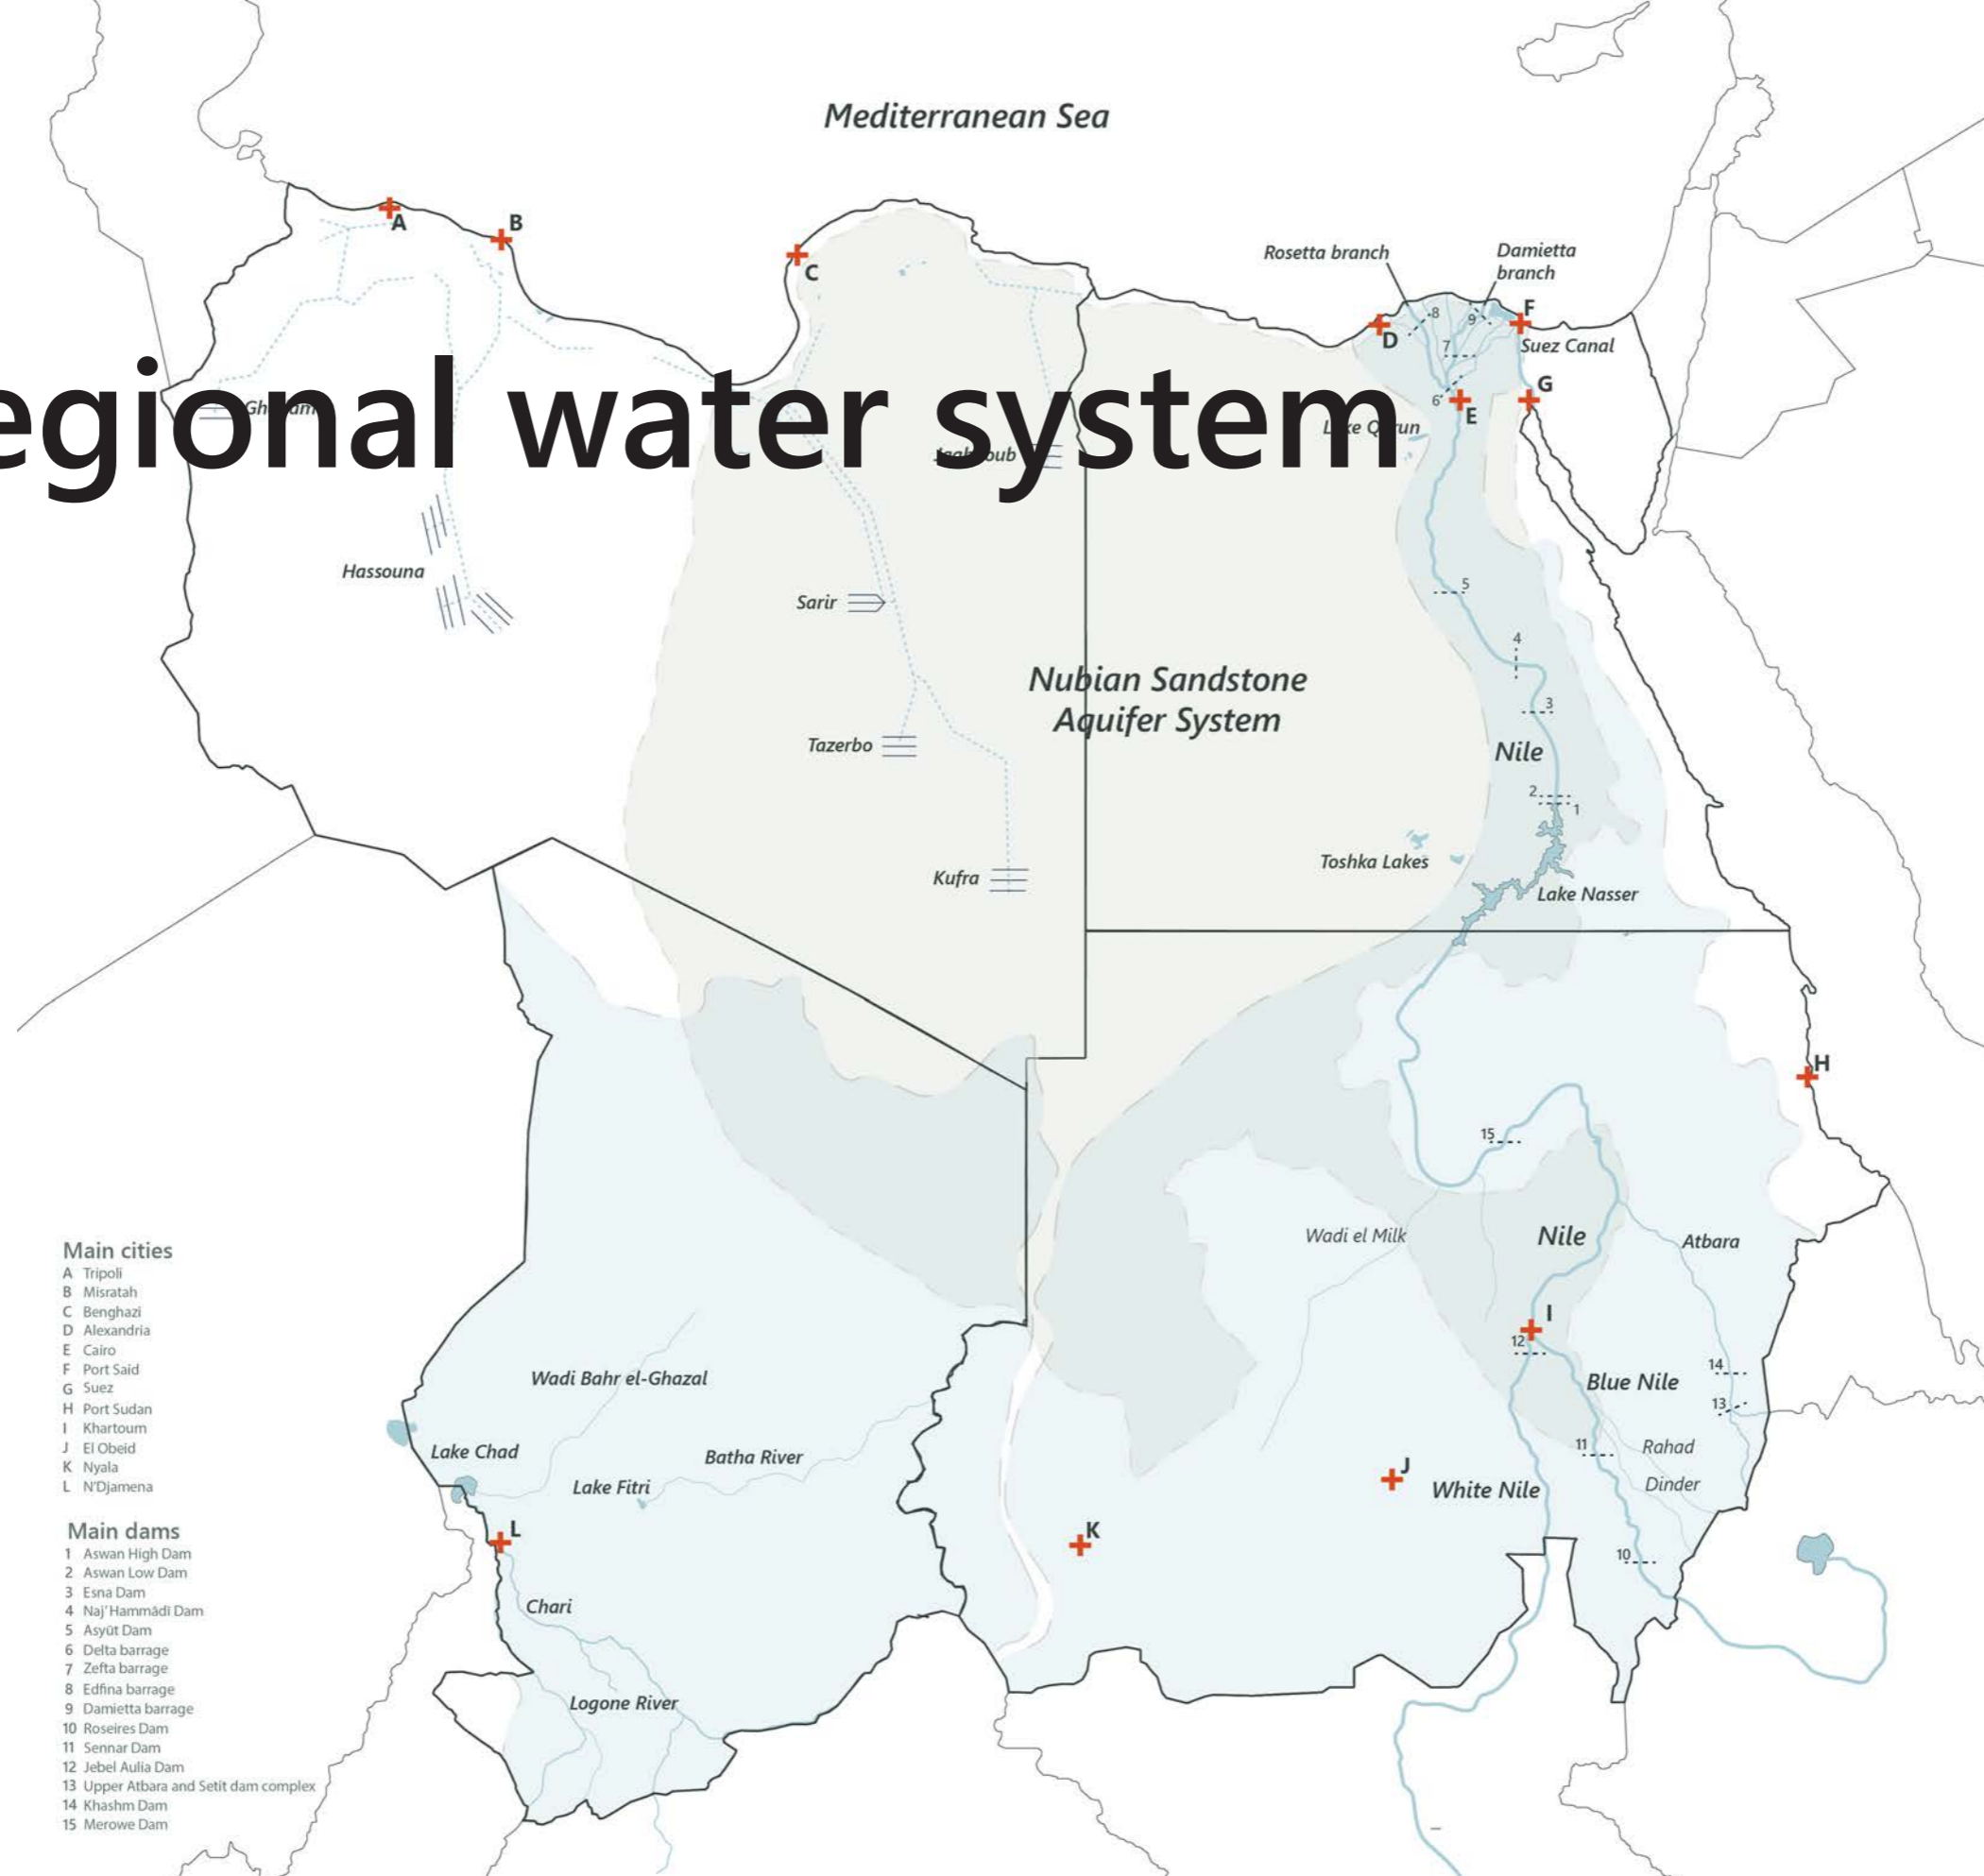 Mediterranean Sea
A
B
C
Rosetta branch
Damietta
branch
F
8
9
D
7
Suez Canal
G
6
E
egional water system
Hassouna
Sarir
5
4
Nubian Sandstone
Aquifer System
3
Tazerbo
Nile
2
1
Toshka Lakes
Kufra
Lake Nasser
H
15
Wadi el Milk
Nile
Atbara
I
12
14
Wadi Bahr el-Ghazal
Blue Nile
13
Lake Chad
Batha River
11
Rahad
J
Lake Fitri
White Nile
Dinder
L
K
10
Chari
Logone River
Main cities
A Tripoli
B Misratah
C Benghazi
D Alexandria
E Cairo
F Port Said
G Suez
H Port Sudan
I Khartoum
J El Obeid
K Nyala
L N'Djamena
Main dams
1 Aswan High Dam
2 Aswan Low Dam
3 Esna Dam
4 Naj'Hammādī Dam
5 Asyūt Dam
6 Delta barrage
7 Zefta barrage
8 Edfina barrage
9 Damietta barrage
10 Roseires Dam
11 Sennar Dam
12 Jebel Aulia Dam
13 Upper Atbara and Setit dam complex
14 Khashm Dam
15 Merowe Dam